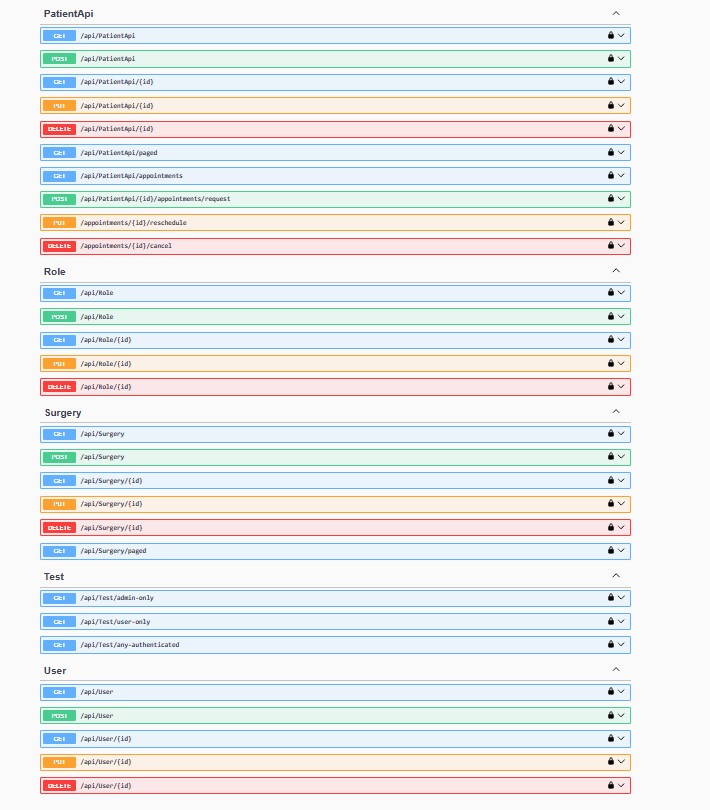 PatientApi
GET /api/PatientApi
POST /api/PatientApi
GET /api/PatientApi/{id}
PUT /api/PatientApi/{id}
DELETE /api/PatientApi/{id}
GET /api/PatientApi/paged
GET /api/PatientApi/appointments
POST /api/PatientApi/{id}/appointments/request
PUT /appointments/{id}/reschedule
DELETE /appointments/{id}/cancel
Role
GET /api/Role
POST /api/Role
GET /api/Role/{id}
PUT /api/Role/{id}
DELETE /api/Role/{id}
Surgery
GET /api/Surgery
POST /api/Surgery
GET /api/Surgery/{id}
PUT /api/Surgery/{id}
DELETE /api/Surgery/{id}
GET /api/Surgery/paged
Test
GET /api/Test/admin-only
GET /api/Test/user-only
GET /api/Test/any-authenticated
User
GET /api/User
POST /api/User
GET /api/User/{id}
PUT /api/User/{id}
DELETE /api/User/{id}